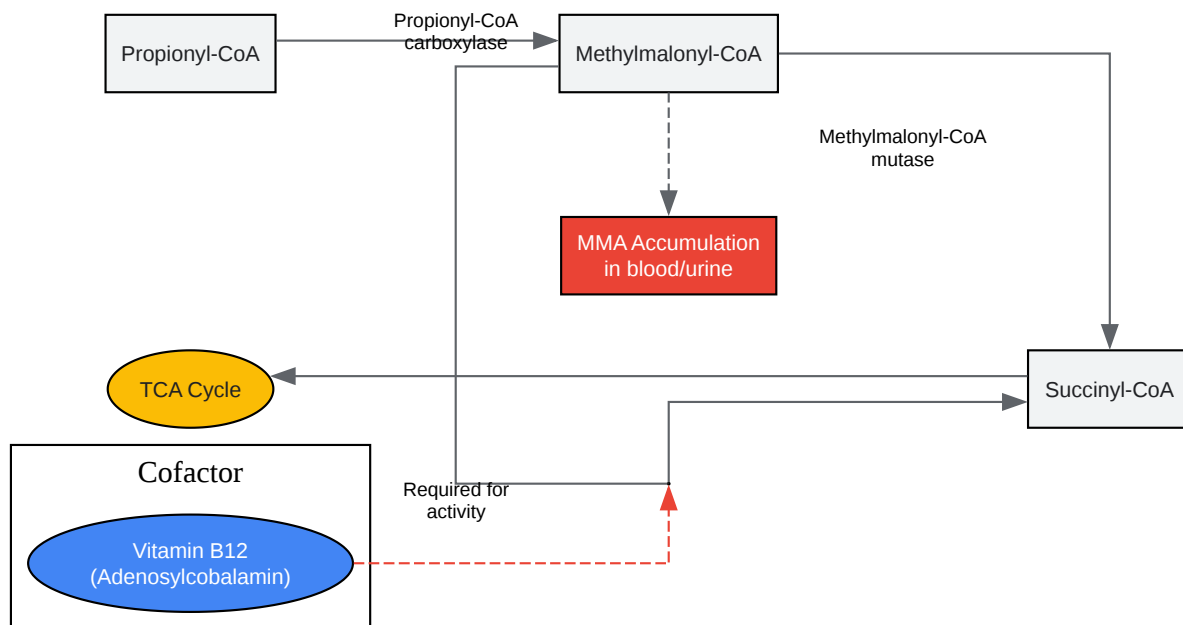 Propionyl-CoA
Propionyl-CoA
carboxylase
Methylmalonyl-CoA
Methylmalonyl-CoA
mutase
MMA Accumulation
in blood/urine
TCA Cycle
Succinyl-CoA
Cofactor
Required for
activity
Vitamin B12
(Adenosylcobalamin)